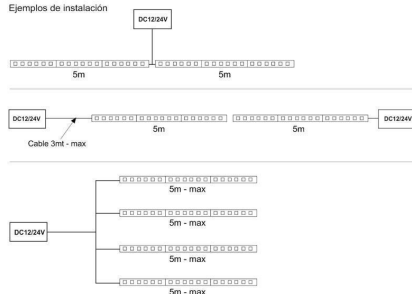 Ejemplos de instalación
DC12/24V
5m 5m
DC12/24V DC12/24V
5m 5m
Cable 3mt - max
5m - max
5m - max
DC12/24V
5m - max
5m - max